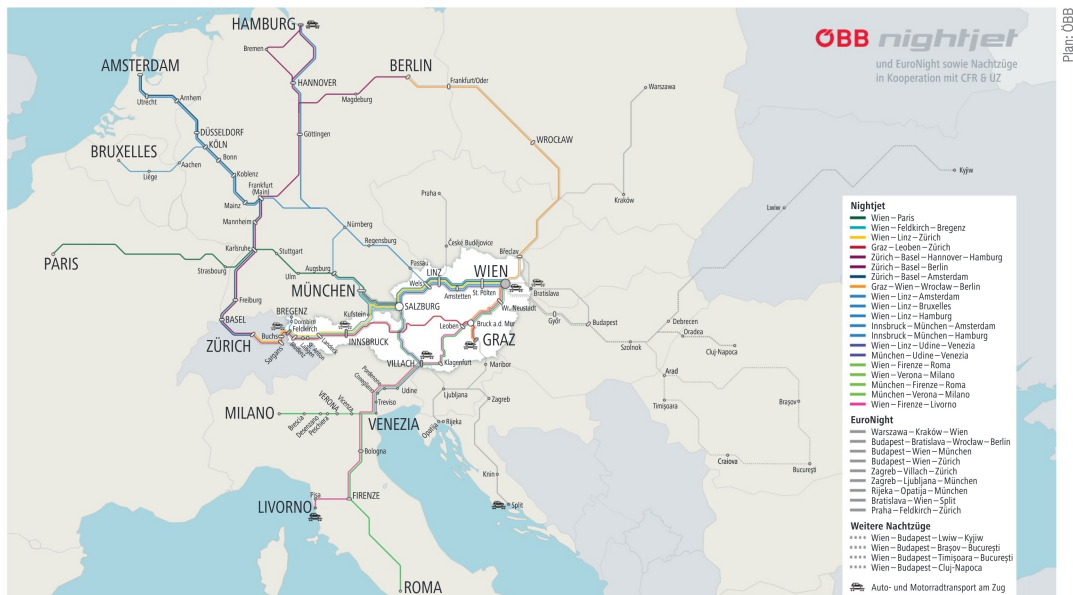 ÖBB nightjet
und EuroNight sowie Nachtzüge
in Kooperation mit CFR & UZ
Plan: ÖBB
HAMBURG
Bremen
AMSTERDAM
HANNOVER
BERLIN
Frankfurt/Oder
Magdeburg
Warszawa
Utrecht
Arnhem
DÜSSELDORF
KÖLN
Göttingen
WROCŁAW
BRUXELLES
Liège
Aachen
Bonn
Koblenz
Kyjiw
Frankfurt
(Main)
Mainz
Praha
Kraków
Lwiw
Mannheim
Nürnberg
Regensburg
České Budějovice
Břeclav
PARIS
Karlsruhe
Stuttgart
Strasbourg
Ulm
Augsburg
Passau
Wels
LINZ
WIEN
MÜNCHEN
Amstetten
St. Pölten
Bratislava
Freiburg
SALZBURG
Wr. Neustadt
BASEL
BREGENZ
Dornbirn
Feldkirch
Kufstein
Leoben
Bruck a.d. Mur
Győr
Budapest
Debrecen
Oradea
ZÜRICH
Buchs
Sargans
Bludenz
Langen
St. Anton
Landeck
INNSBRUCK
GRAZ
Szolnok
Cluj-Napoca
VILLACH
Klagenfurt
Maribor
Arad
Pordenone
Conegliano
Udine
Ljubljana
Zagreb
Timișoara
Brașov
MILANO
Brescia
Desenzano
Peschiera
VERONA
Vicenza
Treviso
VENEZIA
Opatija
Rijeka
Bologna
Knin
Craiova
București
Pisa
FIRENZE
LIVORNO
Split
ROMA
Nightjet
Wien – Paris
Wien – Feldkirch – Bregenz
Wien – Linz – Zürich
Graz – Leoben – Zürich
Zürich – Basel – Hannover – Hamburg
Zürich – Basel – Berlin
Zürich – Basel – Amsterdam
Graz – Wien – Wrocław – Berlin
Wien – Linz – Amsterdam
Wien – Linz – Bruxelles
Wien – Linz – Hamburg
Innsbruck – München – Amsterdam
Innsbruck – München – Hamburg
Wien – Linz – Udine – Venezia
München – Udine – Venezia
Wien – Firenze – Roma
Wien – Verona – Milano
München – Firenze – Roma
München – Verona – Milano
Wien – Firenze – Livorno
EuroNight
Warszawa – Kraków – Wien
Budapest – Bratislava – Wrocław – Berlin
Budapest – Wien – München
Budapest – Wien – Zürich
Zagreb – Villach – Zürich
Zagreb – Ljubljana – München
Rijeka – Opatija – München
Bratislava – Wien – Split
Praha – Feldkirch – Zürich
Weitere Nachtzüge
Wien – Budapest – Lwiw – Kyjiw
Wien – Budapest – Brașov – București
Wien – Budapest – Timișoara – București
Wien – Budapest – Cluj-Napoca
Auto- und Motorradtransport am Zug